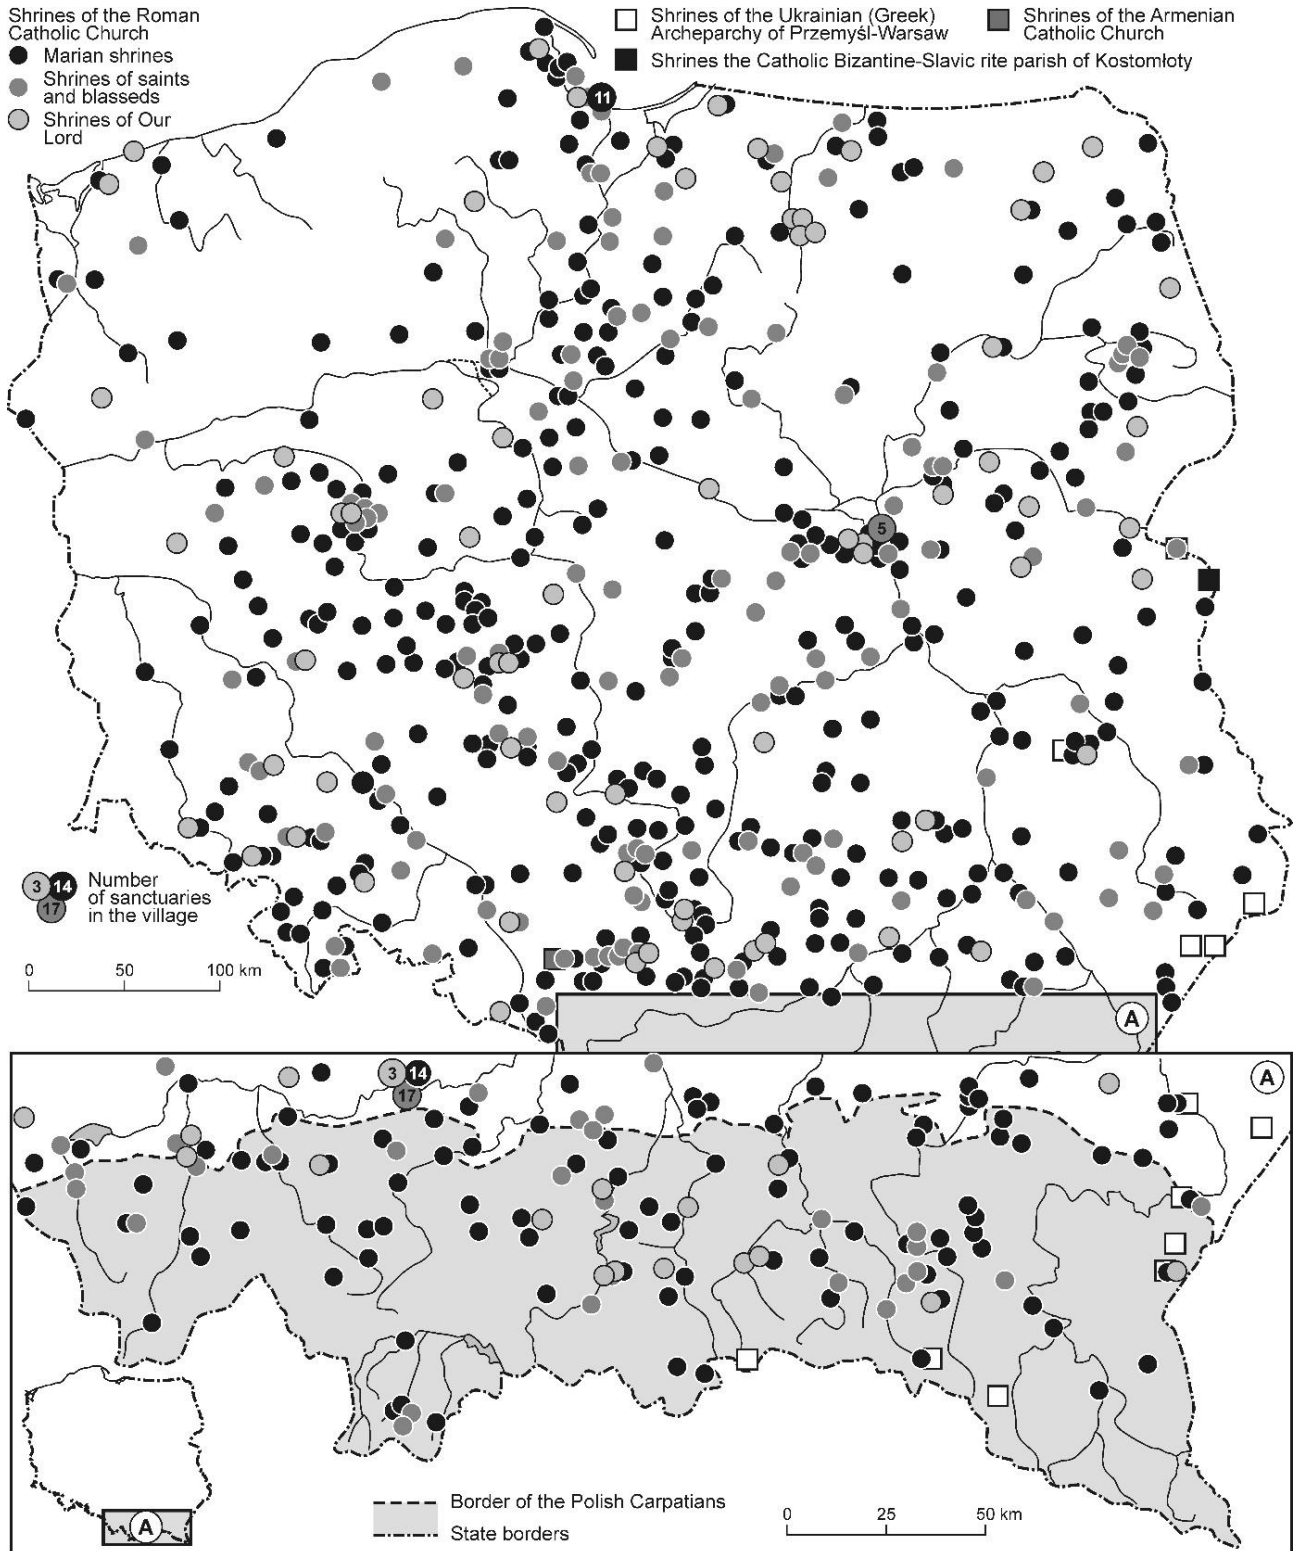 Shrines of the Roman
Catholic Church
Marian shrines
Shrines of saints
and blasseds
Shrines of Our
Lord
Shrines of the Ukrainian (Greek)
Archeparchy of Przemyśl-Warsaw
Shrines of the Armenian
Catholic Church
Shrines the Catholic Bizantine-Slavic rite parish of Kostomłoty
11
5
3 14
17
Number
of sanctuaries
in the village
0 50 100 km
A
A
3 14
17
A
Border of the Polish Carpatians
State borders
0 25 50 km